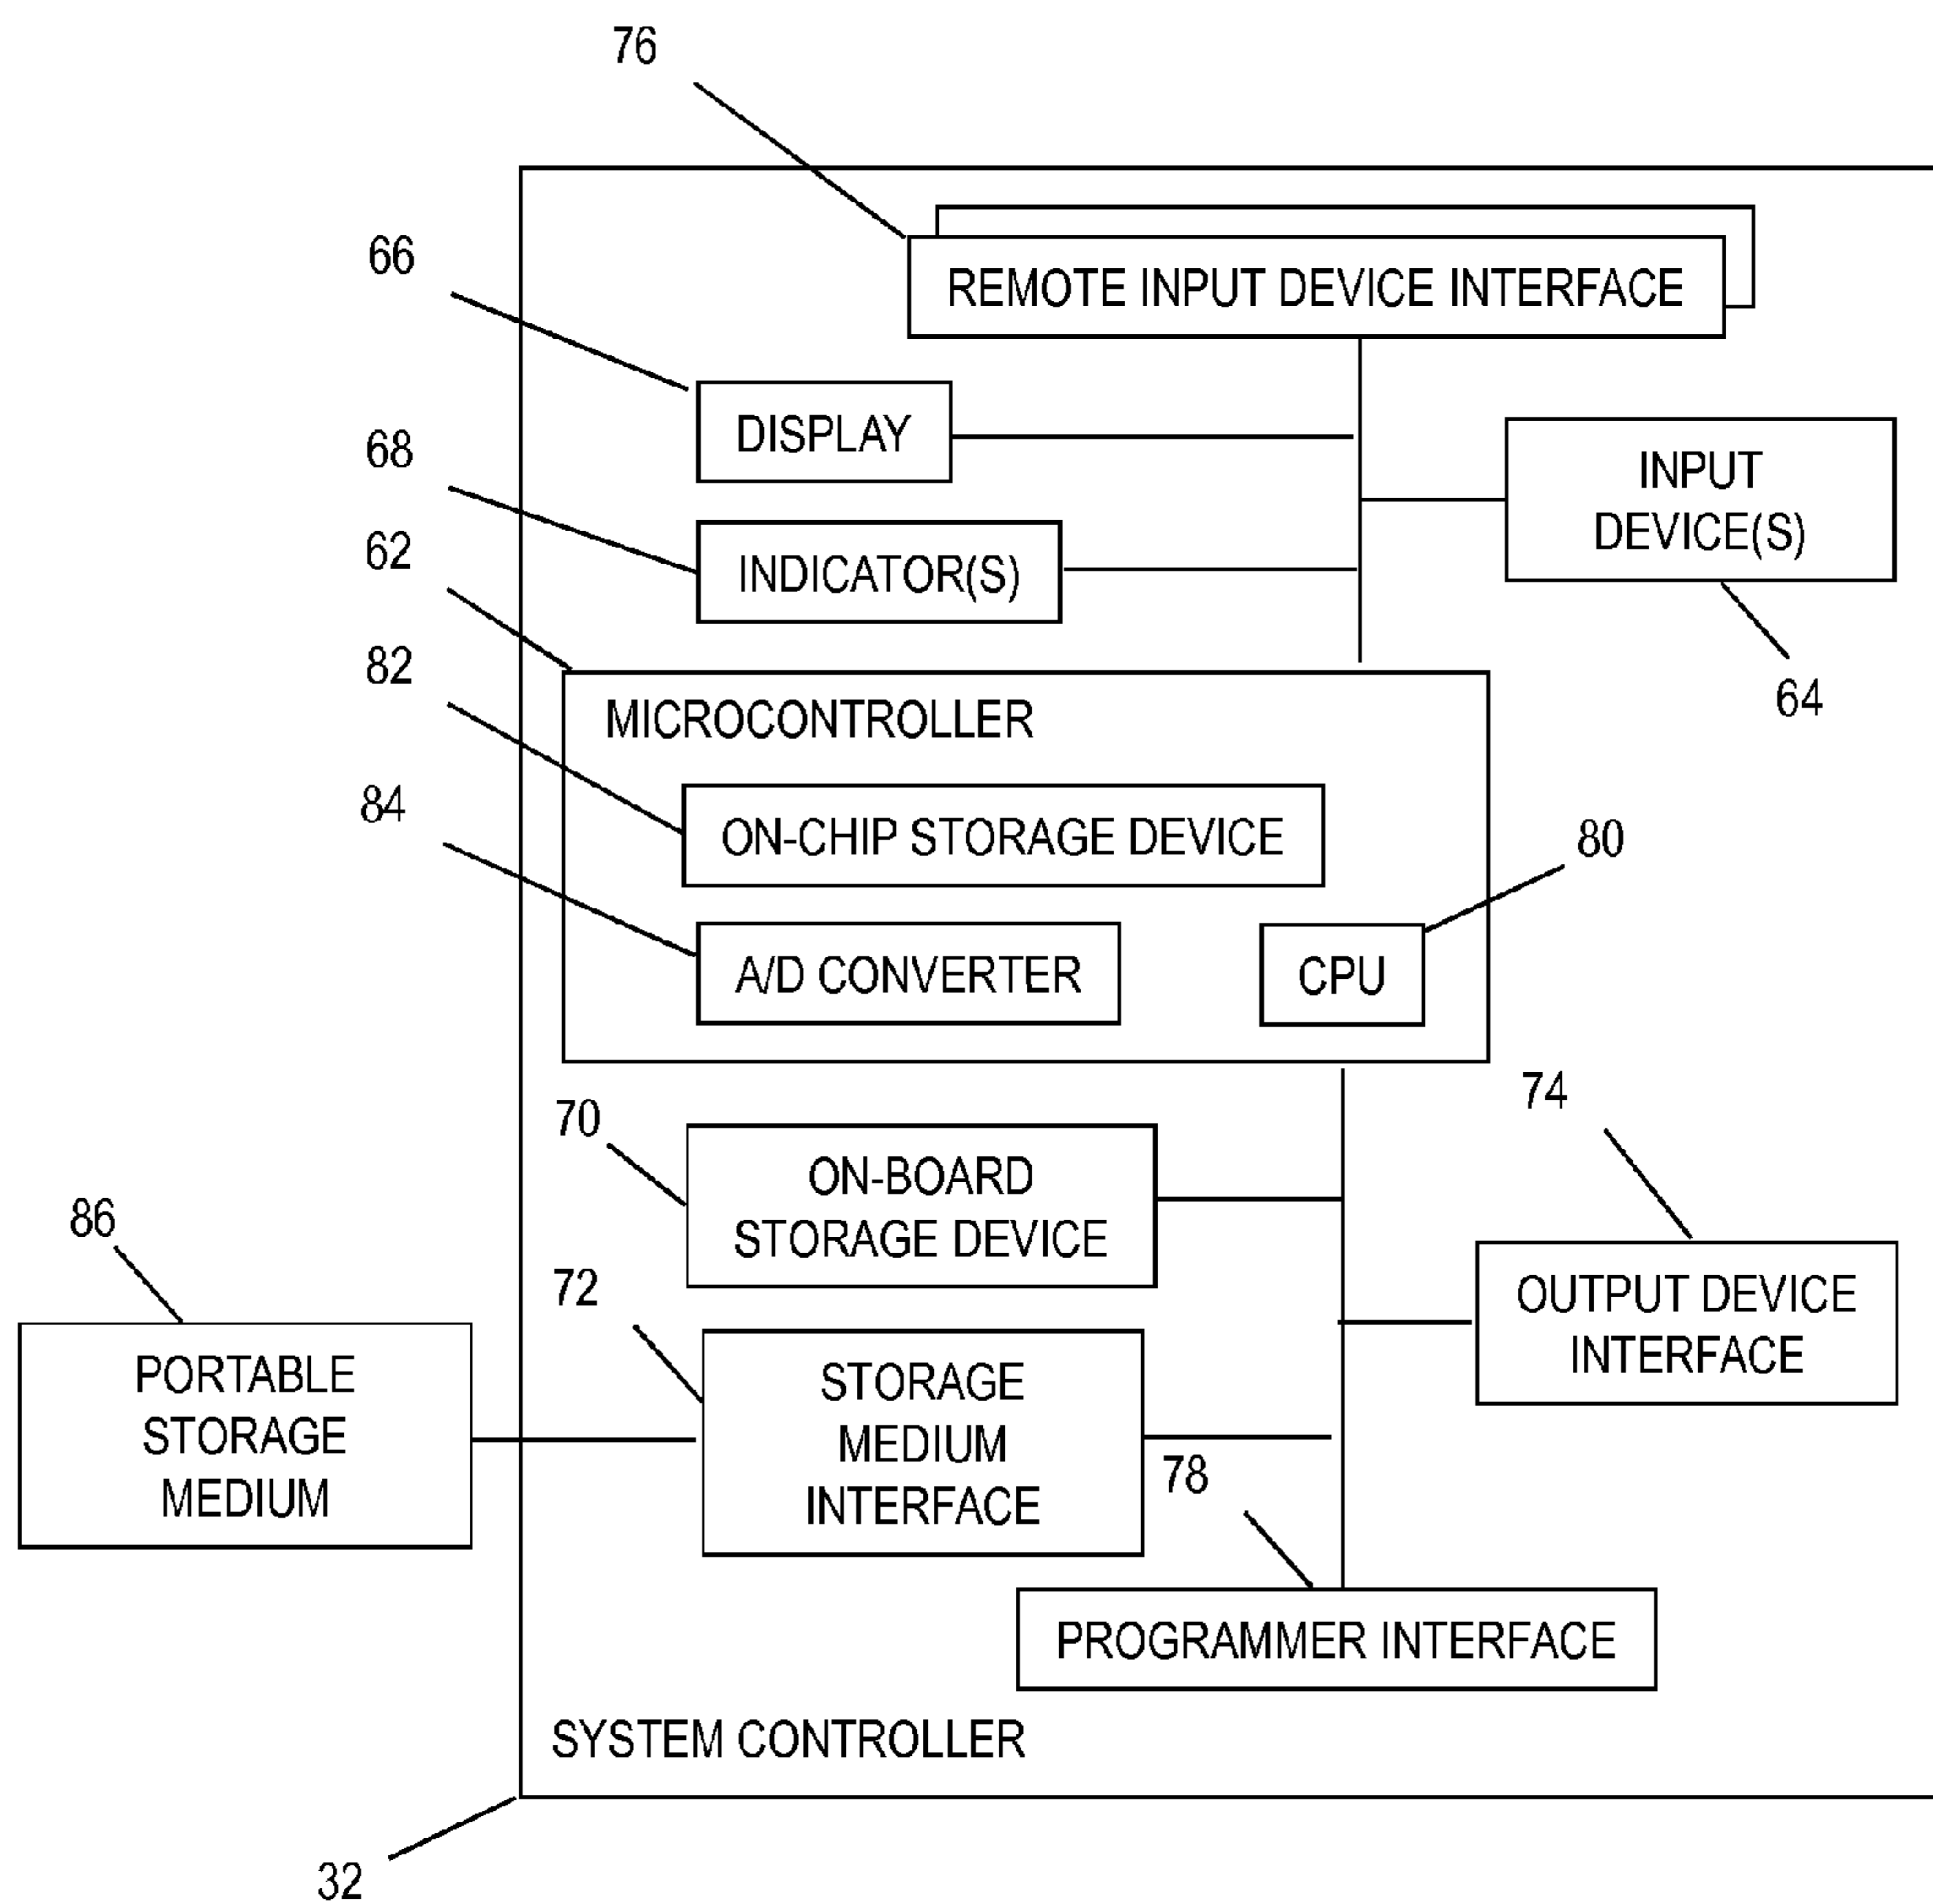 76
REMOTE INPUT DEVICE INTERFACE
66
DISPLAY
68
INPUT
DEVICE(S)
62
INDICATOR(S)
64
82
MICROCONTROLLER
84
ON-CHIP STORAGE DEVICE
80
A/D CONVERTER
CPU
70
74
ON-BOARD
STORAGE DEVICE
86
72
OUTPUT DEVICE
INTERFACE
PORTABLE
STORAGE
MEDIUM
STORAGE
MEDIUM
INTERFACE
78
PROGRAMMER INTERFACE
SYSTEM CONTROLLER
32